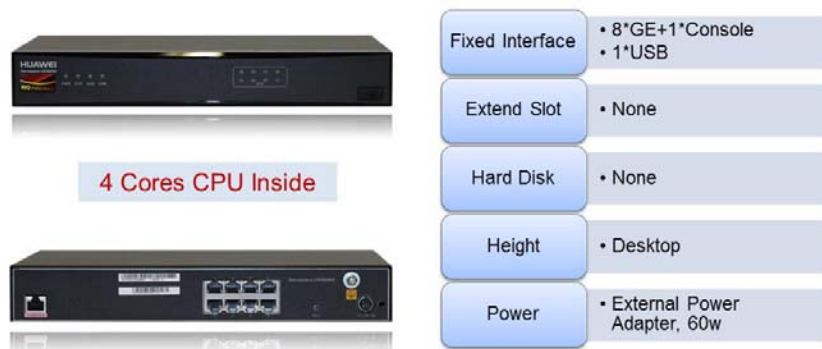 HUAWEI
4 Cores CPU Inside
Fixed Interface
• 8*GE+1*Console
• 1*USB
Extend Slot
• None
Hard Disk
• None
Height
• Desktop
Power
• External Power
Adapter, 60w